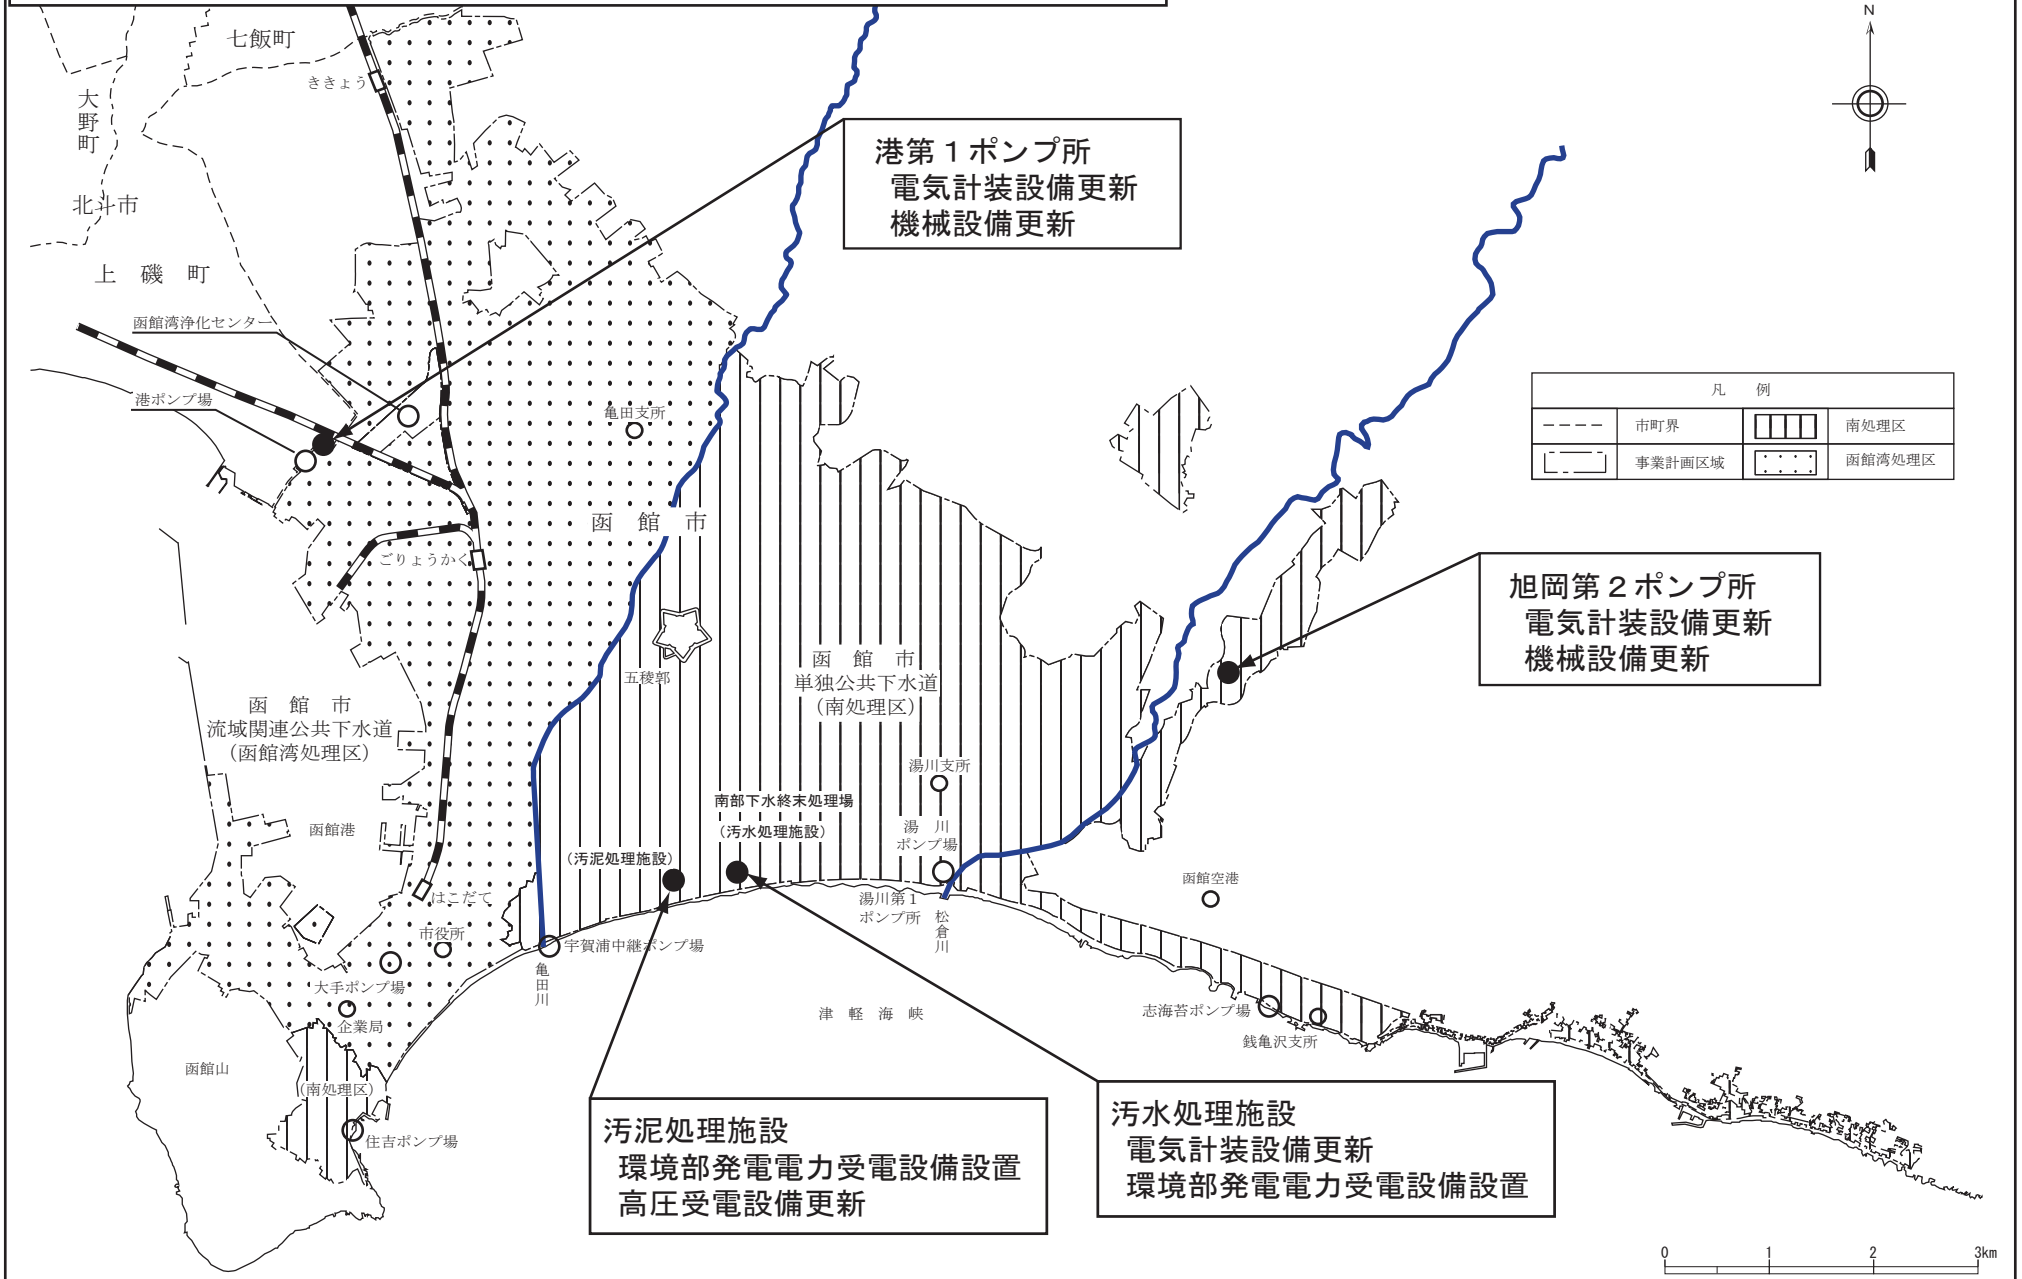 N
七飯町
ききょう
大野町
北斗市
上磯町
函館湾浄化センター
港ポンプ場
港第1ポンプ所
電気計装設備更新
機械設備更新
亀田支所
凡例
市町界
南処理区
事業計画区域
函館湾処理区
函館市
ごりょうかく
五稜郭
旭岡第2ポンプ所
電気計装設備更新
機械設備更新
函館市
単独公共下水道
(南処理区)
函館市
流域関連公共下水道
(函館湾処理区)
湯川支所
南部下水終末処理場
(汚水処理施設)
(汚泥処理施設)
湯川
ポンプ場
函館港
はこだて
湯川第1
ポンプ所
松倉川
函館空港
市役所
宇賀浦中継ポンプ場
亀田川
大手ポンプ場
企業局
津軽海峡
志海苔ポンプ場
銭亀沢支所
函館山
(南処理区)
住吉ポンプ場
汚泥処理施設
環境部発電電力受電設備設置
高圧受電設備更新
汚水処理施設
電気計装設備更新
環境部発電電力受電設備設置
0 1 2 3km